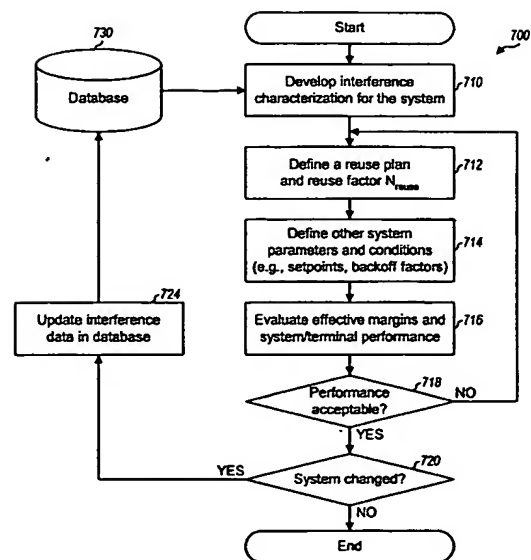 730
Database
Start
700
Develop interference
characterization for the system
710
Define a reuse plan
and reuse factor Nreuse
712
Define other system
parameters and conditions
(e.g., setpoints, backoff factors)
714
724
Update interference
data in database
Evaluate effective margins and
system/terminal performance
716
Performance
acceptable?
718
NO
YES
YES
System changed?
720
NO
End